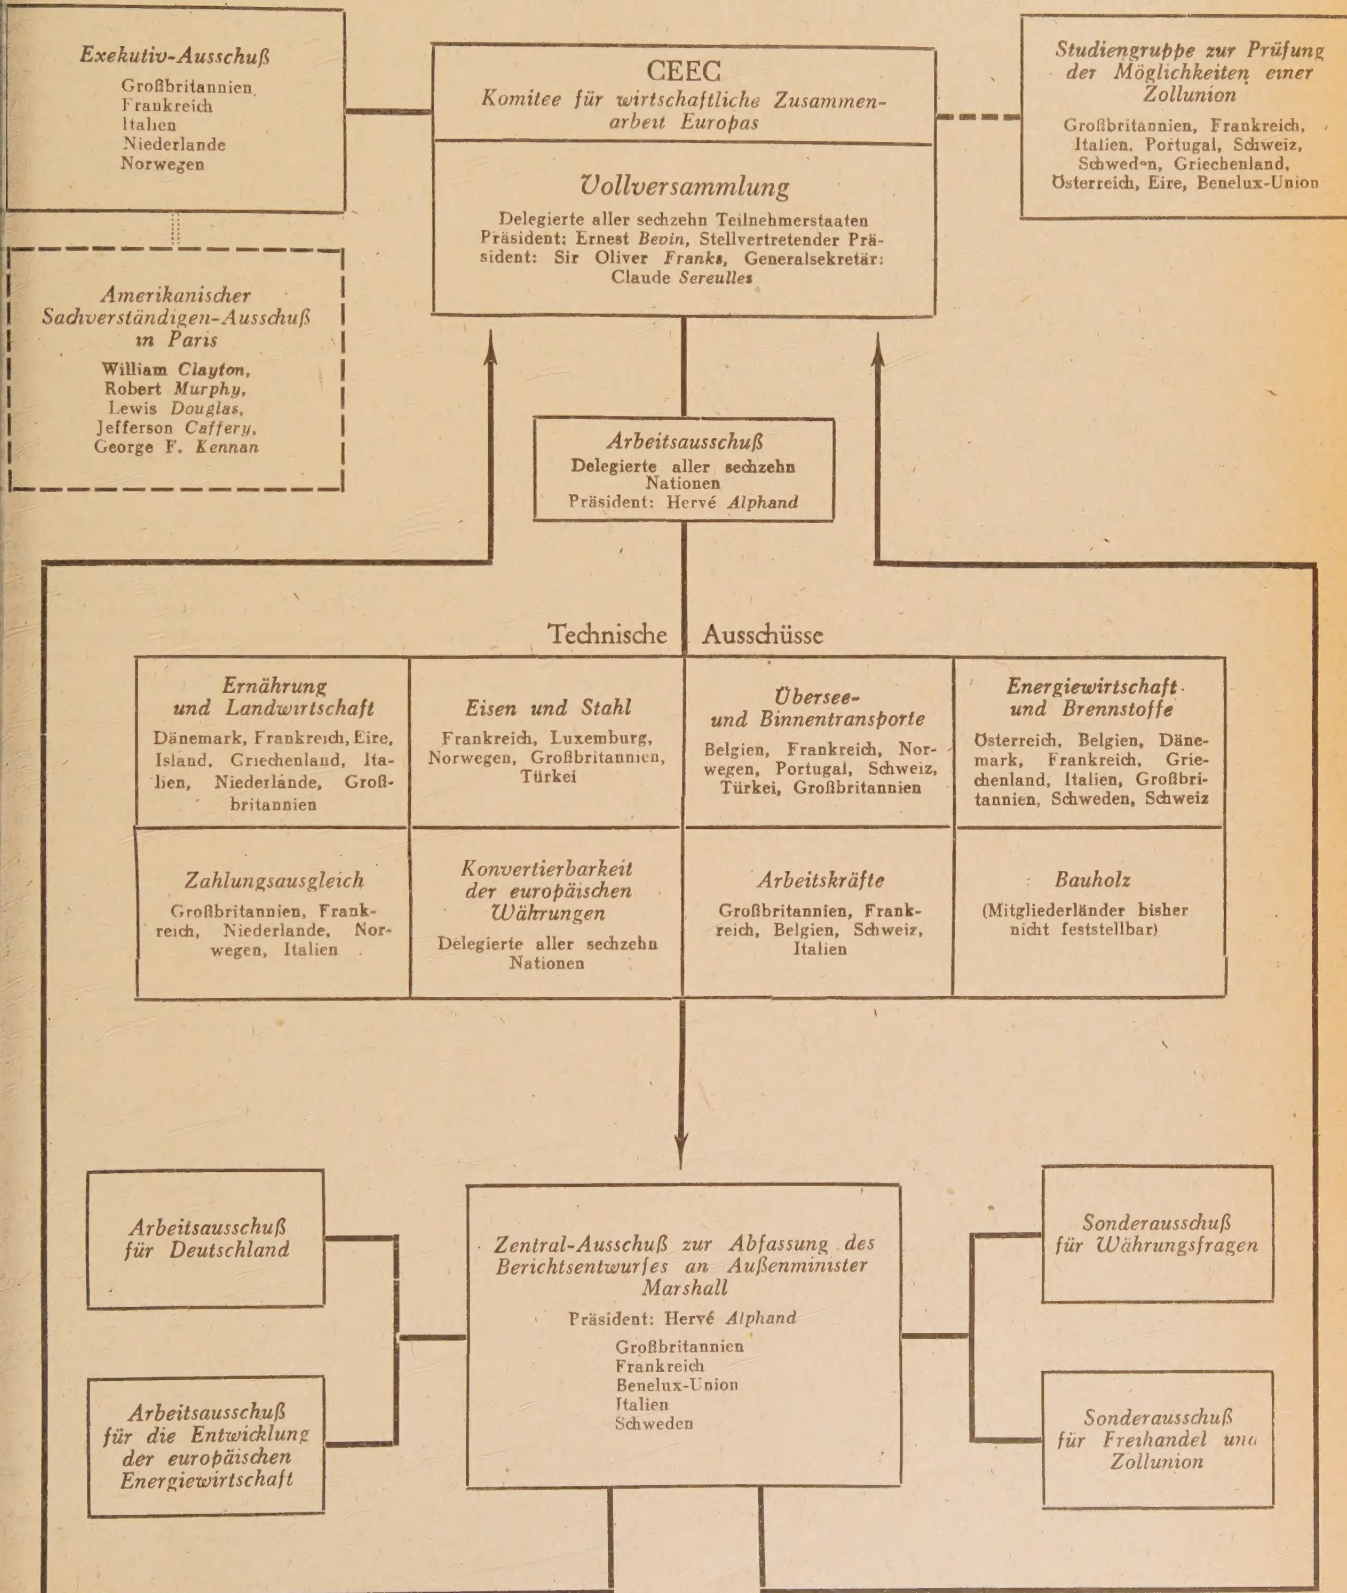 Exekutiv-Ausschuß
Großbritannien
Frankreich
Italien
Niederlande
Norwegen
CEEC
Komitee für wirtschaftliche Zusammen-
arbeit Europas
Vollversammlung
Delegierte aller sechzehn Teilnehmerstaaten
Präsident: Ernest Bevin, Stellvertretender Prä-
sident: Sir Oliver Franks, Generalsekretär:
Claude Sereulles
Studiengruppe zur Prüfung
der Möglichkeiten einer
Zollunion
Großbritannien, Frankreich,
Italien, Portugal, Schweiz,
Schweden, Griechenland,
Österreich, Eire, Benelux-Union
Amerikanischer
Sachverständigen-Ausschuß
in Paris
William Clayton,
Robert Murphy,
Lewis Douglas,
Jefferson Caffery,
George F. Kennan
Arbeitsausschuß
Delegierte aller sechzehn
Nationen
Präsident: Hervé Alphand
Technische Ausschüsse
Ernährung
und Landwirtschaft
Dänemark, Frankreich, Eire,
Island, Griechenland, Ita-
lien, Niederlande, Groß-
britannien
Eisen und Stahl
Frankreich, Luxemburg,
Norwegen, Großbritannien,
Türkei
Übersee-
und Binnentransporte
Belgien, Frankreich, Nor-
wegen, Portugal, Schweiz,
Türkei, Großbritannien
Energiewirtschaft
und Brennstoffe
Österreich, Belgien, Däne-
mark, Frankreich, Grie-
chenland, Italien, Großbri-
tannien, Schweden, Schweiz
Zahlungsausgleich
Großbritannien, Frank-
reich, Niederlande, Nor-
wegen, Italien
Konvertierbarkeit
der europäischen
Währungen
Delegierte aller sechzehn
Nationen
Arbeitskräfte
Großbritannien, Frank-
reich, Belgien, Schweiz,
Italien
Bauholz
(Mitgliederländer bisher
nicht feststellbar)
Arbeitsausschuß
für Deutschland
Arbeitsausschuß
für die Entwicklung
der europäischen
Energiewirtschaft
Zentral-Ausschuß zur Abfassung des
Berichtsentwurfes an Außenminister
Marshall
Präsident: Hervé Alphand
Großbritannien
Frankreich
Benelux-Union
Italien
Schweden
Sonderausschuß
für Währungsfragen
Sonderausschuß
für Freihandel und
Zollunion